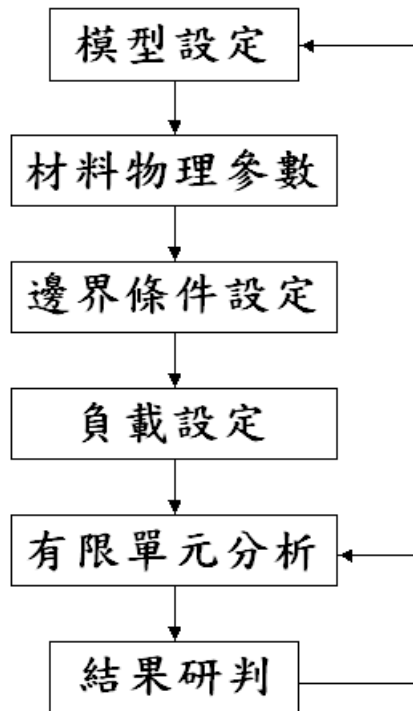 模型設定
材料物理參數
邊界條件設定
負載設定
有限單元分析
結果研判